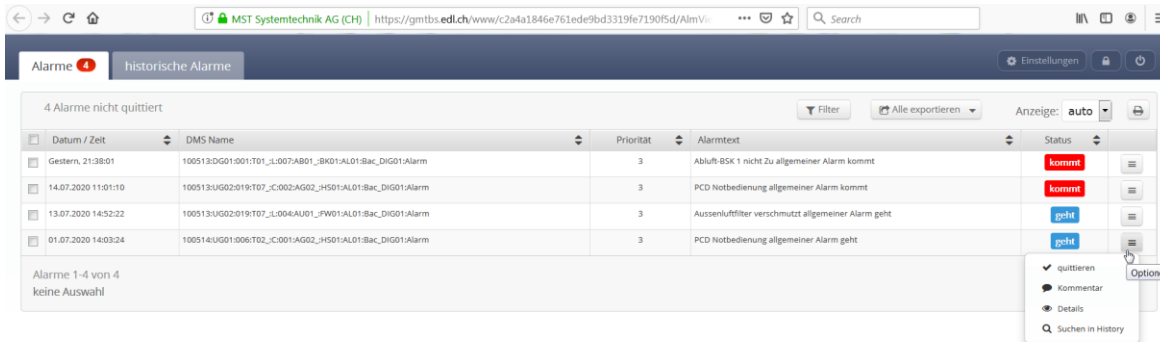 MST Systemtechnik AG (CH) https://gmtbs.edl.ch/www/c2a4a1846e761ede9bd3319fe7190f5d/AlmVie Search
Alarme 4 historische Alarme Einstellungen
4 Alarme nicht quittiert Filter Alle exportieren Anzeige: auto
Datum / Zeit DMS Name Priorität Alarmtext Status
Gestern, 21:38:01 100513:DG01:001:T01_:L:007:AB01_:BK01:AL01:Bac_DIG01:Alarm 3 Abluft-BSK 1 nicht Zu allgemeiner Alarm kommt kommt
14.07.2020 11:01:10 100513:UG02:019:T07_:C:002:AG02_:HS01:AL01:Bac_DIG01:Alarm 3 PCD Notbedienung allgemeiner Alarm kommt kommt
13.07.2020 14:52:22 100513:UG02:019:T07_:L:004:AU01_:FW01:AL01:Bac_DIG01:Alarm 3 Aussenluftfilter verschmutzt allgemeiner Alarm geht geht
01.07.2020 14:03:24 100514:UG01:006:T02_:C:001:AG02_:HS01:AL01:Bac_DIG01:Alarm 3 PCD Notbedienung allgemeiner Alarm geht geht
Alarme 1-4 von 4
keine Auswahl
quittieren
Option
Kommentar
Details
Suchen in History